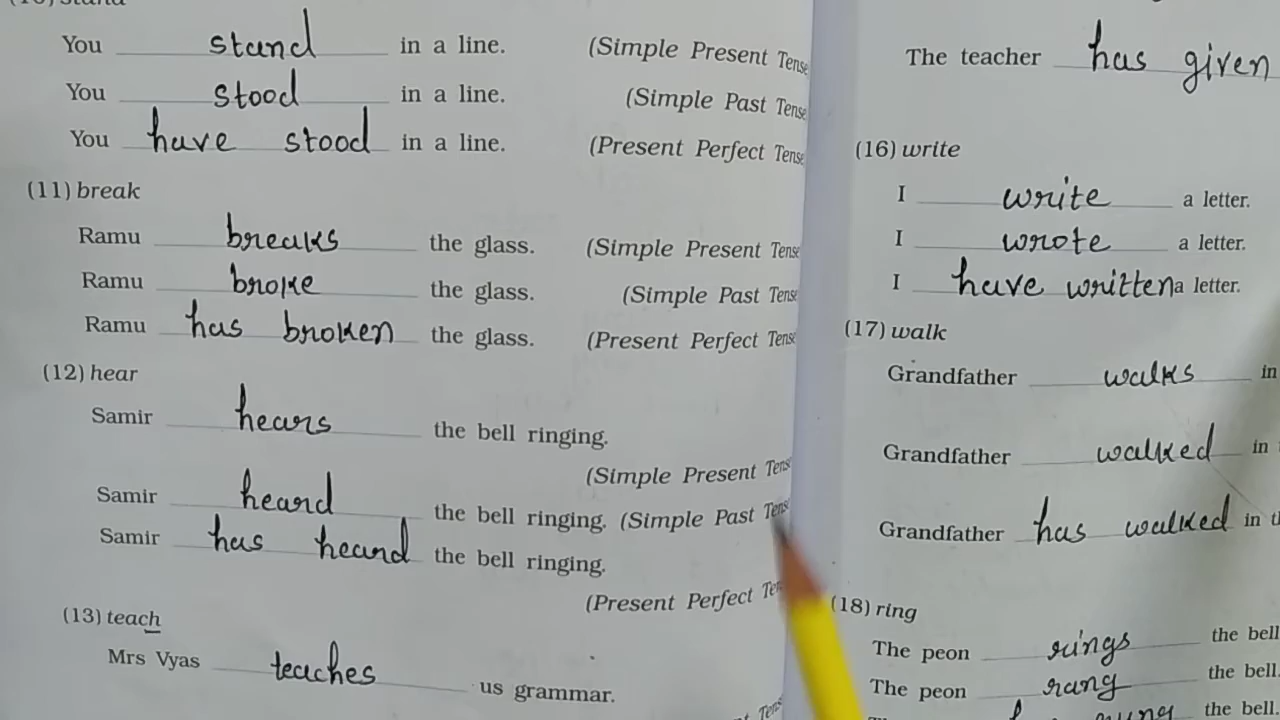 (10) stand
You stand in a line. (Simple Present Tense
You stood in a line. (Simple Past Tense
You have stood in a line. (Present Perfect Tense
(11) break
Ramu breaks the glass. (Simple Present Tense
Ramu broke the glass. (Simple Past Tense
Ramu has broken the glass. (Present Perfect Tense
(12) hear
Samir hears the bell ringing.
(Simple Present Tens
Samir heard the bell ringing. (Simple Past Tens
Samir has heard the bell ringing.
(Present Perfect Ten
(13) teach
Mrs Vyas teaches us grammar.
Tens
The teacher has given
(16) write
I write a letter.
I wrote a letter.
I have written a letter.
(17) walk
Grandfather walks in
Grandfather walked in
Grandfather has walked in t
(18) ring
The peon rings the bell
The peon rang the bell.
the bell.